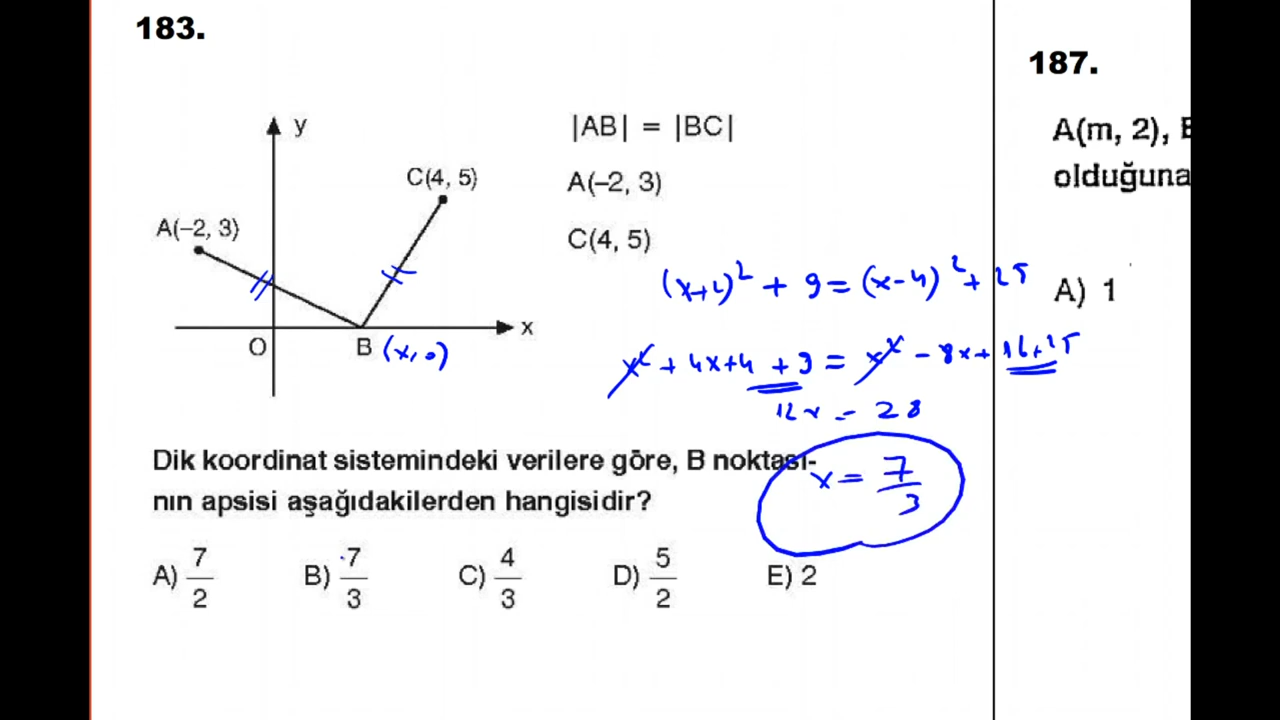 183.
y
C(4, 5)
A(–2, 3)
O
B (x, 0)
x
|AB| = |BC|
A(–2, 3)
C(4, 5)
(x+2)² + 9 = (x-4)² + 25
x² + 4x+4 + 9 = x² - 8x + 16+25
12x = 28
x = 7/3
Dik koordinat sistemindeki verilere göre, B noktası-
nın apsisi aşağıdakilerden hangisidir?
A) 7/2 B) 7/3 C) 4/3 D) 5/2 E) 2
187.
A(m, 2),
olduğuna
A) 1